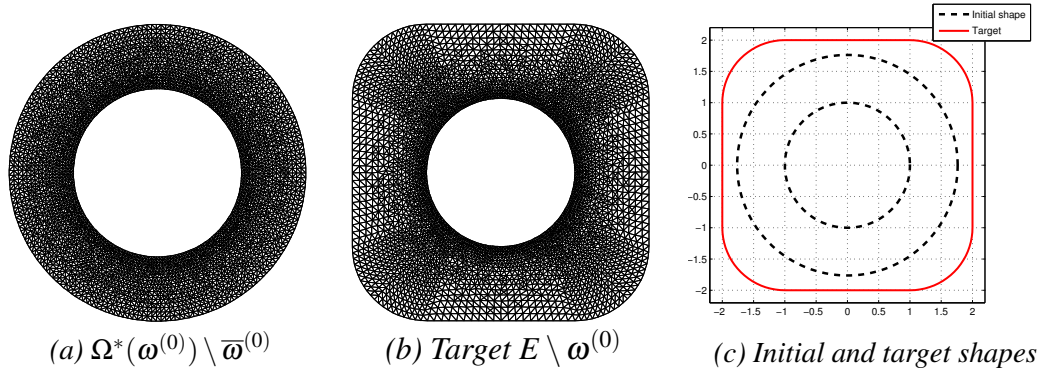 Initial shape
Target
2
1.5
1
0.5
0
−0.5
−1
−1.5
−2
−2 −1.5 −1 −0.5 0 0.5 1 1.5 2
(a) Ω*(ω^(0)) \ ω̅^(0)
(b) Target E \ ω^(0)
(c) Initial and target shapes